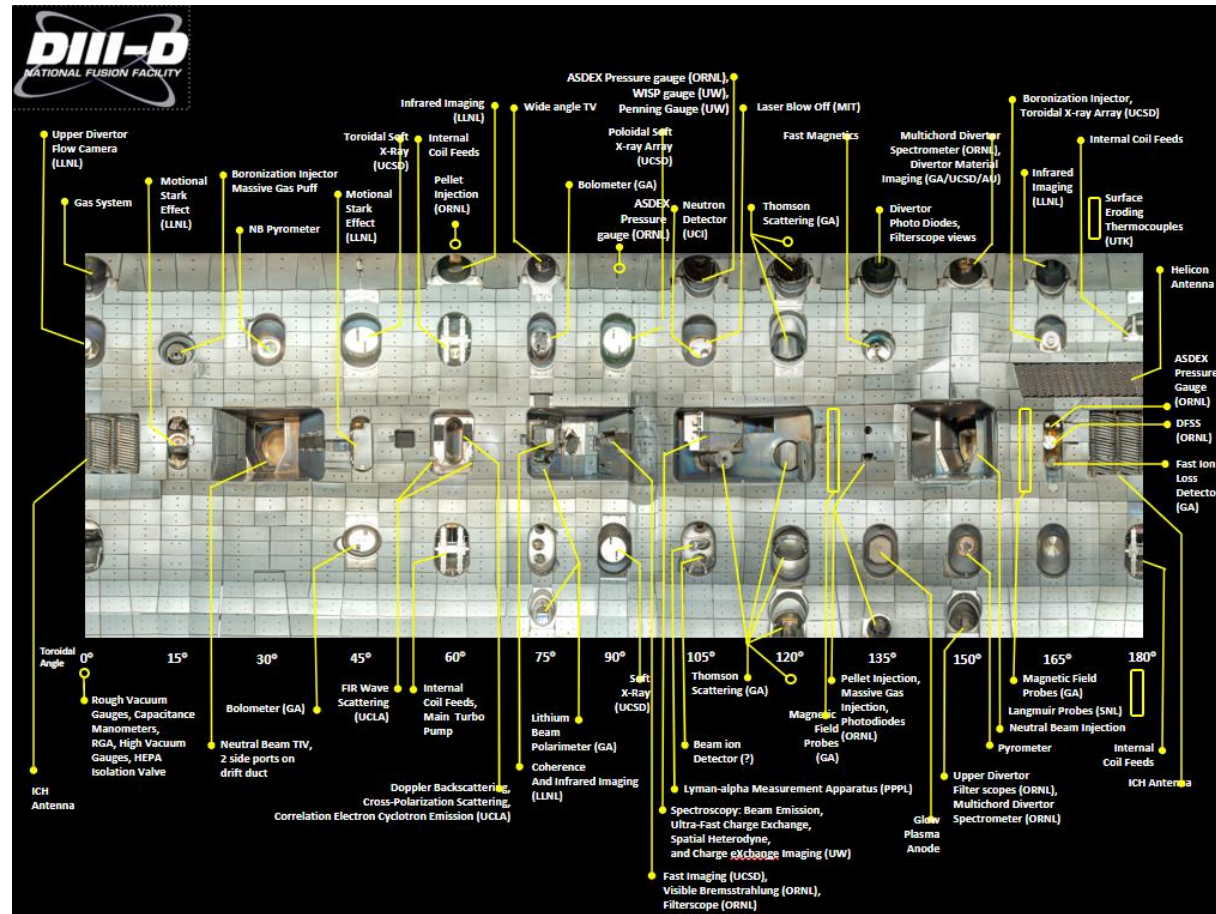 DIII-D
NATIONAL FUSION FACILITY
ASDEX Pressure gauge (ORNL),
WISP gauge (UW),
Penning Gauge (UW)
Infrared Imaging
(LLNL)
Wide angle TV
Laser Blow Off (MIT)
Boronization Injector,
Toroidal X-ray Array (UCSD)
Upper Divertor
Flow Camera
(LLNL)
Toroidal Soft
X-Ray
(UCSD)
Internal
Coil Feeds
Poloidal Soft
X-ray Array
(UCSD)
Fast Magnetics
Multichord Divertor
Spectrometer (ORNL),
Divertor Material
Imaging (GA/UCSD/AU)
Internal Coil Feeds
Gas System
Motional
Stark
Effect
(LLNL)
Boronization Injector
Massive Gas Puff
NB Pyrometer
Motional
Stark
Effect
(LLNL)
Pellet
Injection
(ORNL)
Bolometer (GA)
ASDEX
Pressure
gauge (ORNL)
Neutron
Detector
(UCI)
Thomson
Scattering (GA)
Divertor
Photo Diodes,
Filterscope views
Infrared
Imaging
(LLNL)
Surface
Eroding
Thermocouples
(UTK)
Helicon
Antenna
ASDEX
Pressure
Gauge
(ORNL)
DFSS
(ORNL)
Fast Ion
Loss
Detector
(GA)
Toroidal
Angle
0º 15º 30º 45º 60º 75º 90º 105º 120º 135º 150º 165º 180º
Rough Vacuum
Gauges, Capacitance
Manometers,
RGA, High Vacuum
Gauges, HEPA
Isolation Valve
ICH
Antenna
Neutral Beam TIV,
2 side ports on
drift duct
Bolometer (GA)
FIR Wave
Scattering
(UCLA)
Internal
Coil Feeds,
Main Turbo
Pump
Doppler Backscattering,
Cross-Polarization Scattering,
Correlation Electron Cyclotron Emission (UCLA)
Lithium
Beam
Polarimeter (GA)
Coherence
And Infrared Imaging
(LLNL)
Soft
X-Ray
(UCSD)
Thomson
Scattering (GA)
Beam ion
Detector (?)
Lyman-alpha Measurement Apparatus (PPPL)
Spectroscopy: Beam Emission,
Ultra-Fast Charge Exchange,
Spatial Heterodyne,
and Charge eXchange Imaging (UW)
Fast Imaging (UCSD),
Visible Bremsstrahlung (ORNL),
Filterscope (ORNL)
Magnetic
Field
Probes
(GA)
Pellet Injection,
Massive Gas
Injection,
Photodiodes
(ORNL)
Glow
Plasma
Anode
Magnetic Field
Probes (GA)
Langmuir Probes (SNL)
Neutral Beam Injection
Pyrometer
Upper Divertor
Filter scopes (ORNL),
Multichord Divertor
Spectrometer (ORNL)
Internal
Coil Feeds
ICH Antenna